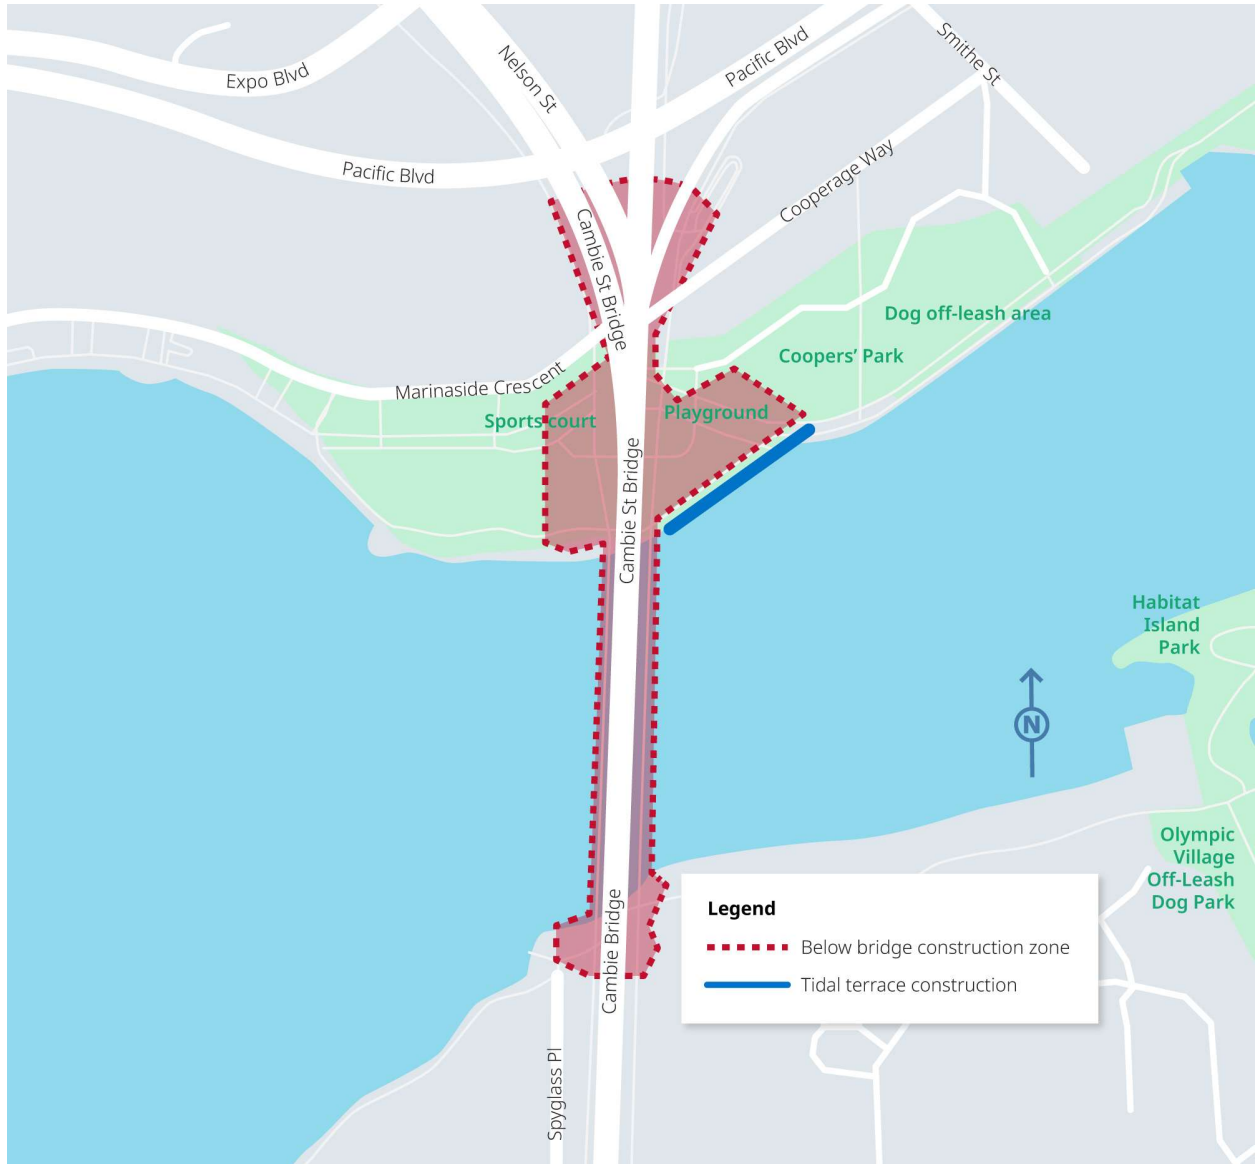 Nelson St
Pacific Blvd
Smithe St
Expo Blvd
Pacific Blvd
Cooperage Way
Cambie St Bridge
Dog off-leash area
Coopers' Park
Marinaside Crescent
Sports court
Playground
Cambie St Bridge
Habitat
Island
Park
N
Olympic
Village
Off-Leash
Dog Park
Cambie Bridge
Legend
Below bridge construction zone
Tidal terrace construction
Spyglass Pl